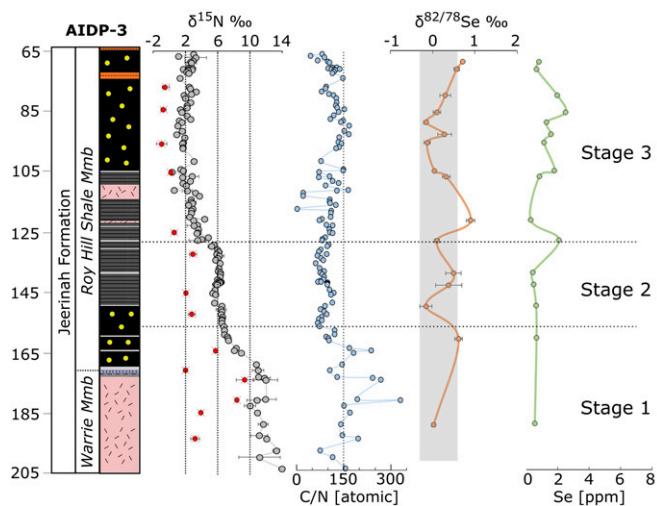 AIDP-3
δ15N ‰
δ82/78Se ‰
-2 2 6 10 14
-1 0 1 2
65
85
105
125
145
165
185
205
Jeerinah Formation
Roy Hill Shale Mmb
Warrie Mmb
Stage 3
Stage 2
Stage 1
0 150 300
C/N [atomic]
0 2 4 6 8
Se [ppm]